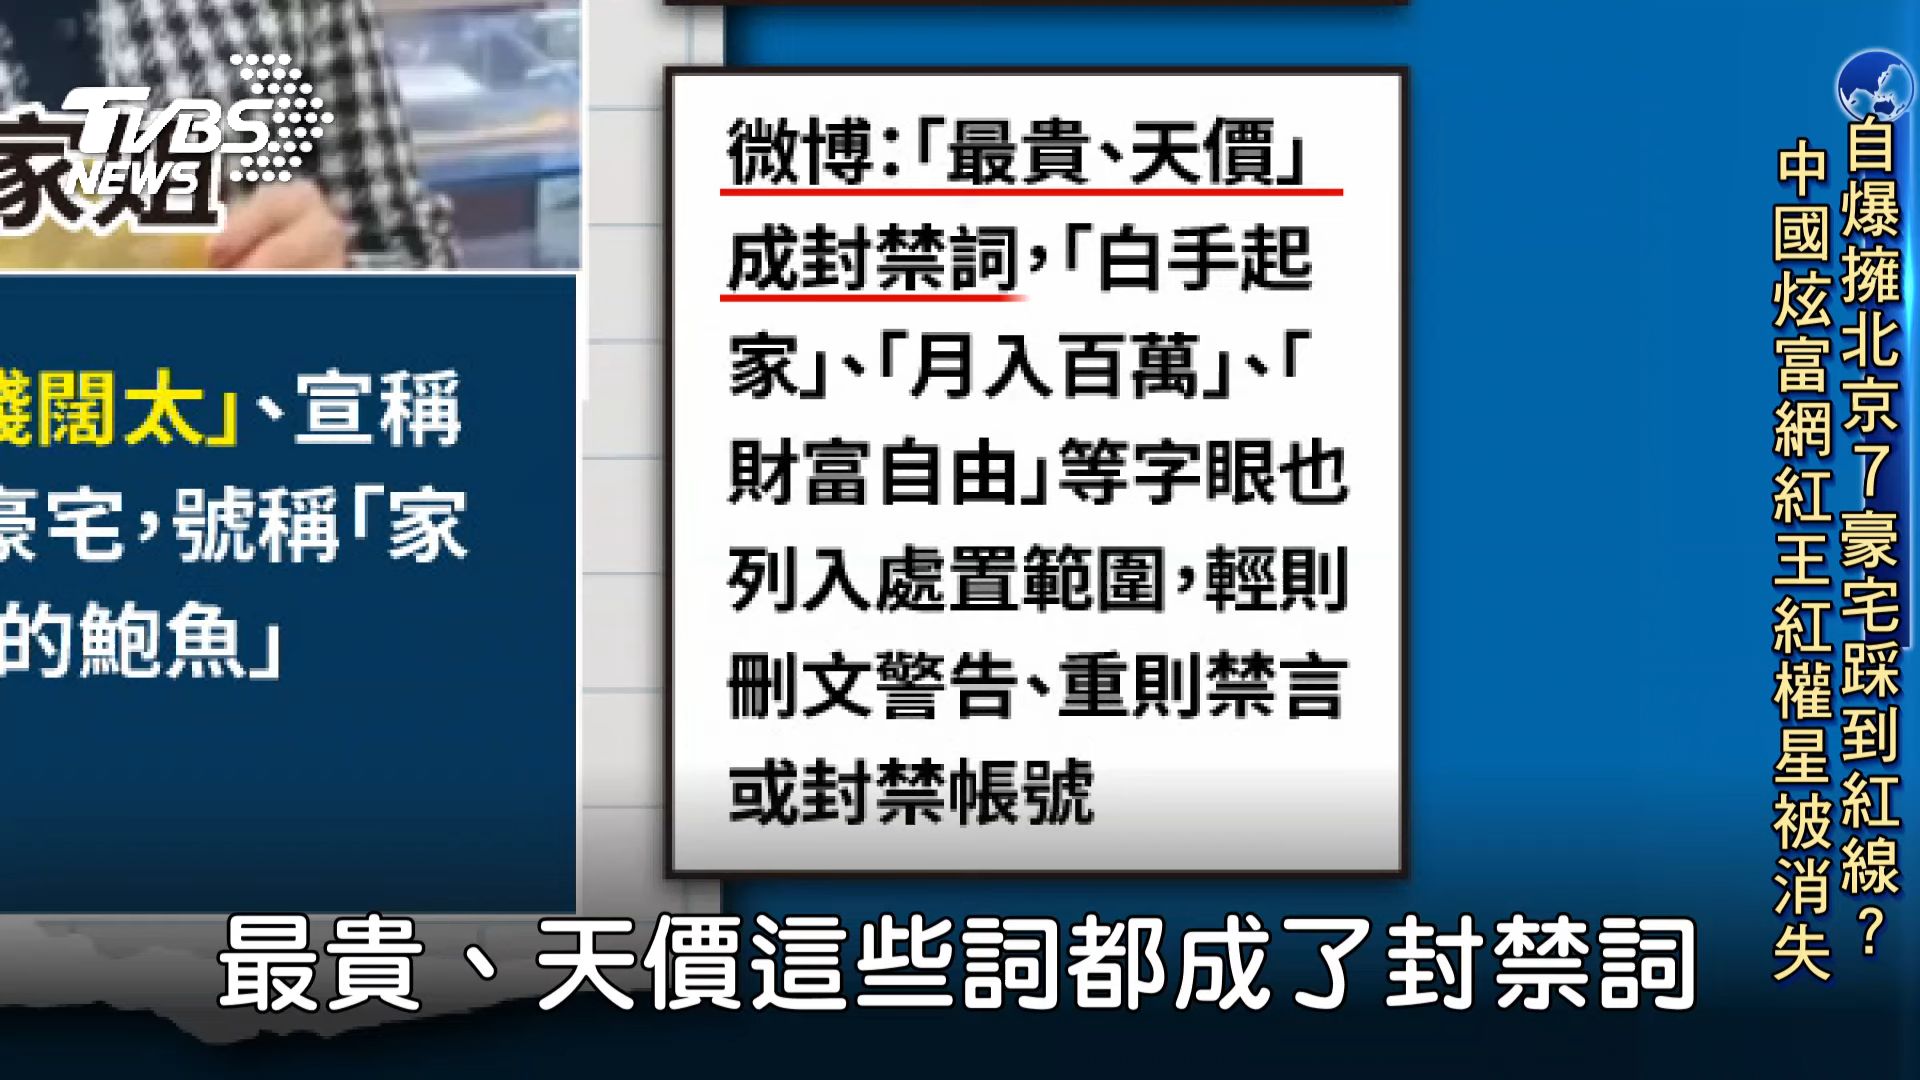 TVBS
NEWS
家姐
錢闊太」、宣稱
豪宅，號稱「家
的鮑魚」
微博：「最貴、天價」
成封禁詞，「白手起
家」、「月入百萬」、「
財富自由」等字眼也
列入處置範圍，輕則
刪文警告、重則禁言
或封禁帳號
自爆擁北京7豪宅踩到紅線？
中國炫富網紅王紅權星被消失
最貴、天價這些詞都成了封禁詞